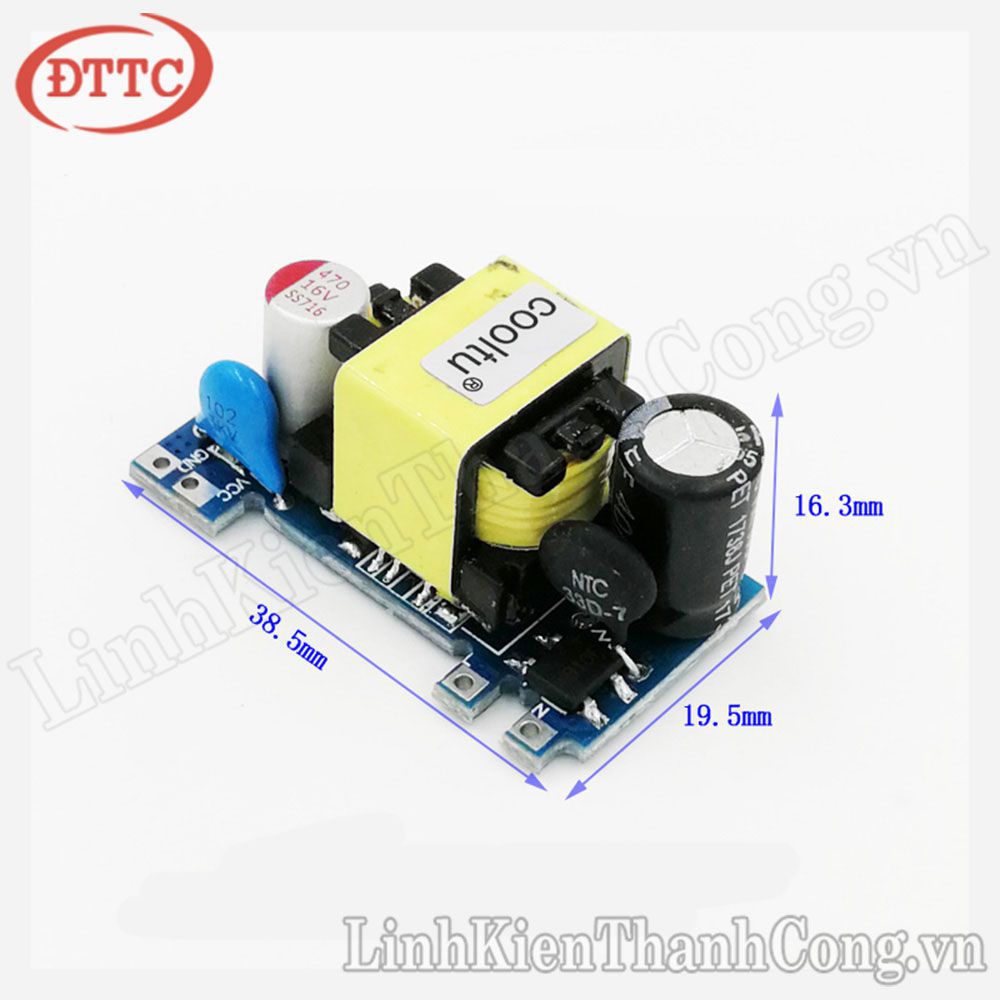 ĐTTC
LinhKienThanhCong.vn
470
16V
SS716
cooltu
®
102
GND
VCC
NTC
33D-7
N
16.3mm
38.5mm
19.5mm
LinhKienThanhCong.vn